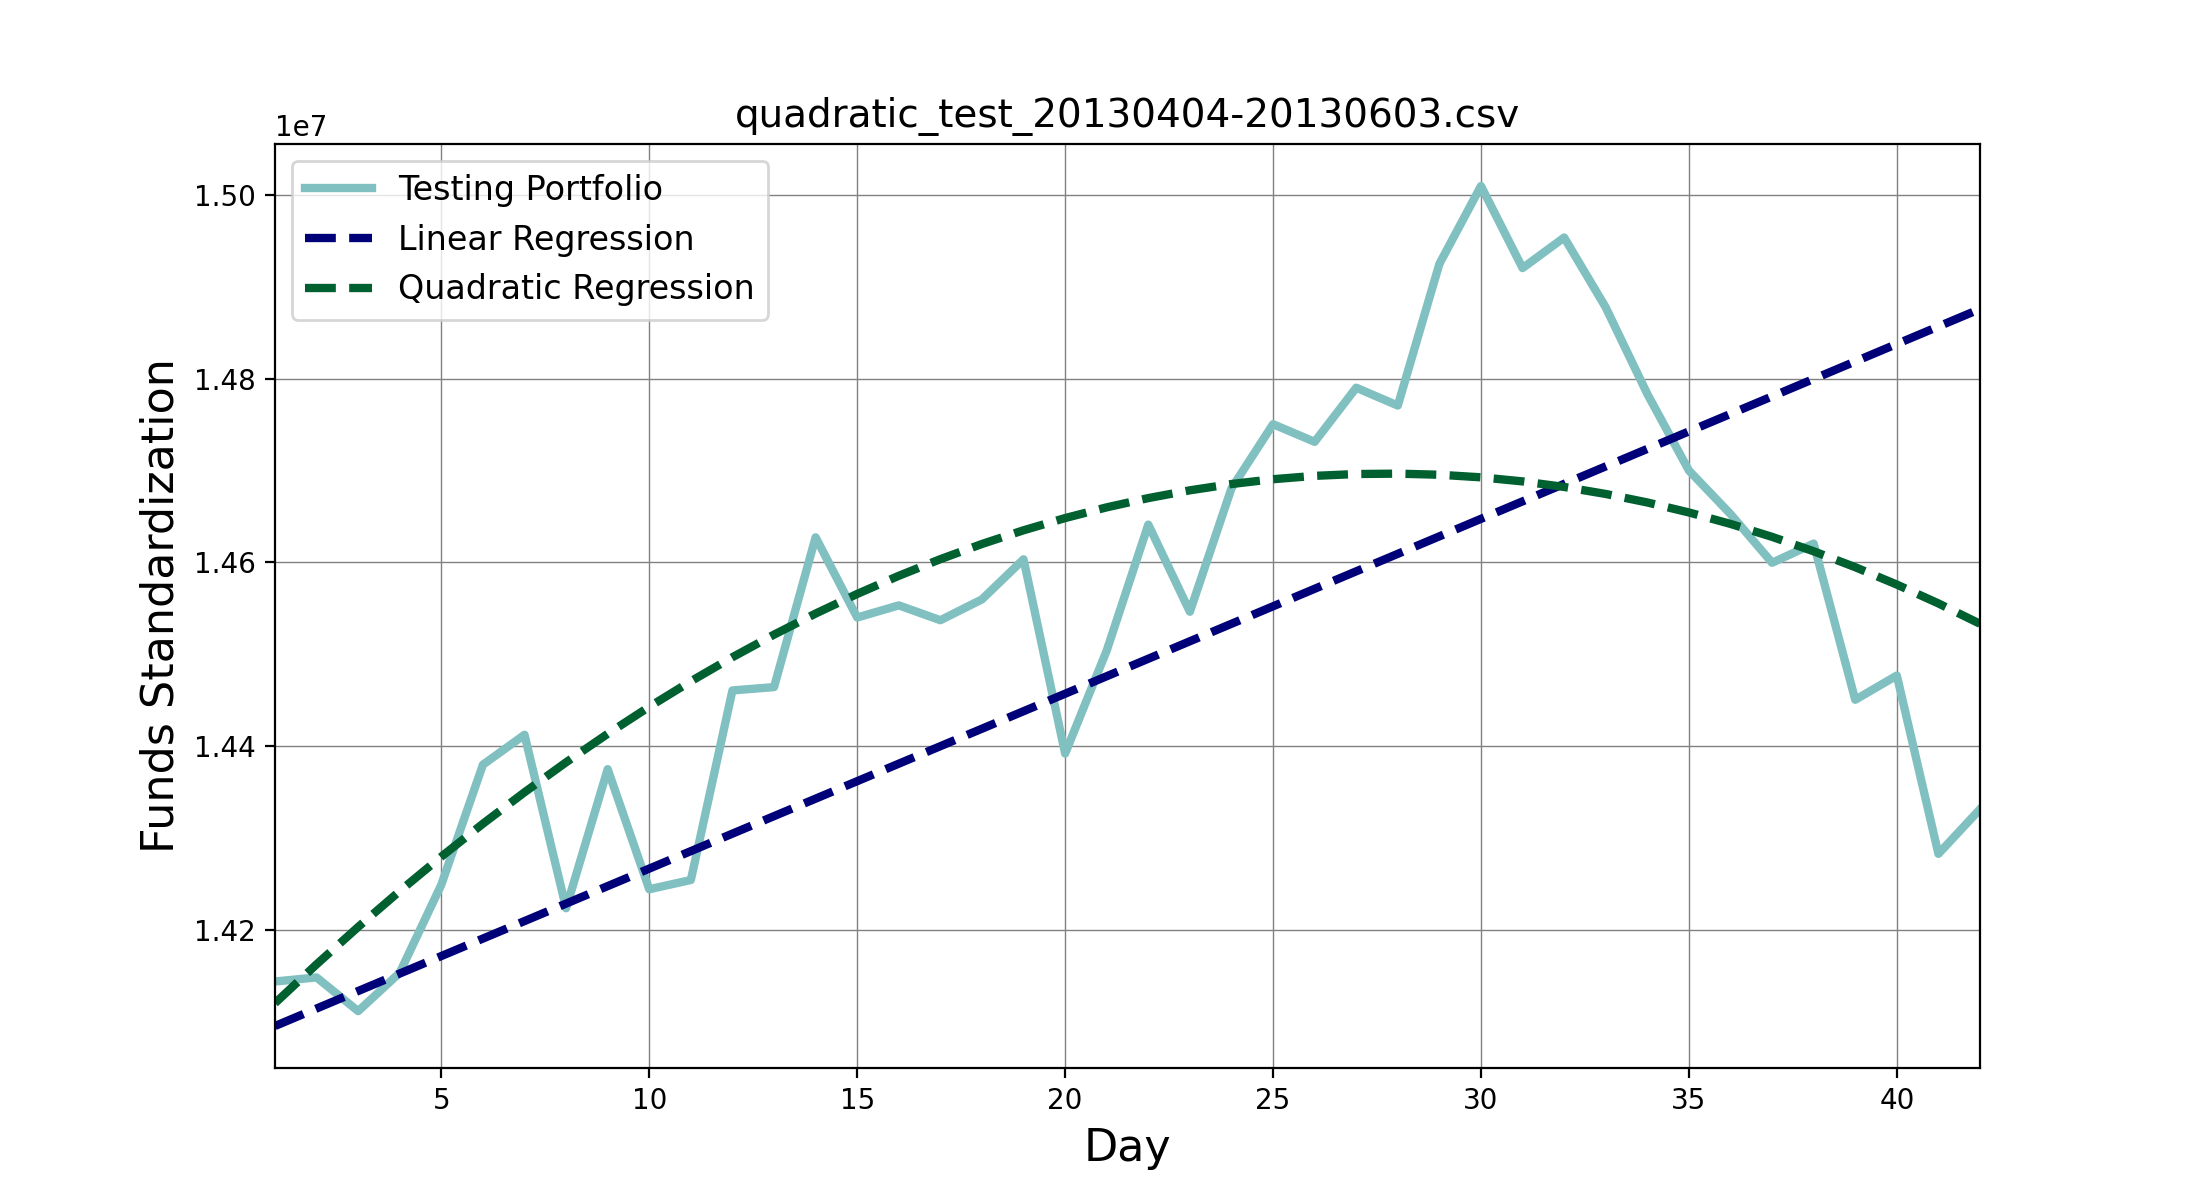 quadratic_test_20130404-20130603.csv
1e7
Testing Portfolio
Linear Regression
Quadratic Regression
1.50
1.48
1.46
1.44
1.42
Funds Standardization
5 10 15 20 25 30 35 40
Day